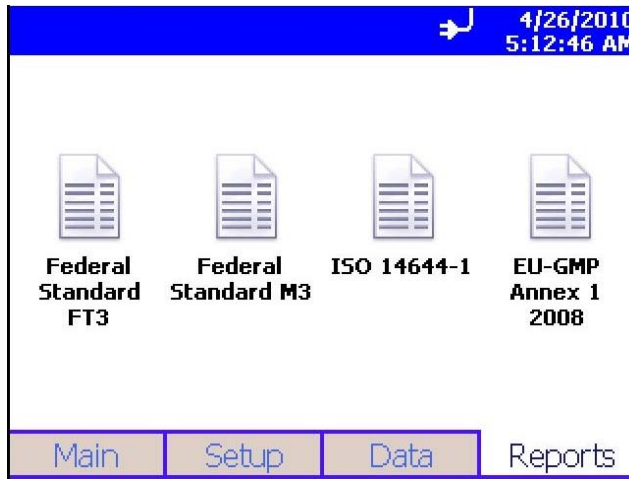 4/26/2010
5:12:46 AM
Federal
Standard
FT3
Federal
Standard M3
ISO 14644-1
EU-GMP
Annex 1
2008
Main
Setup
Data
Reports